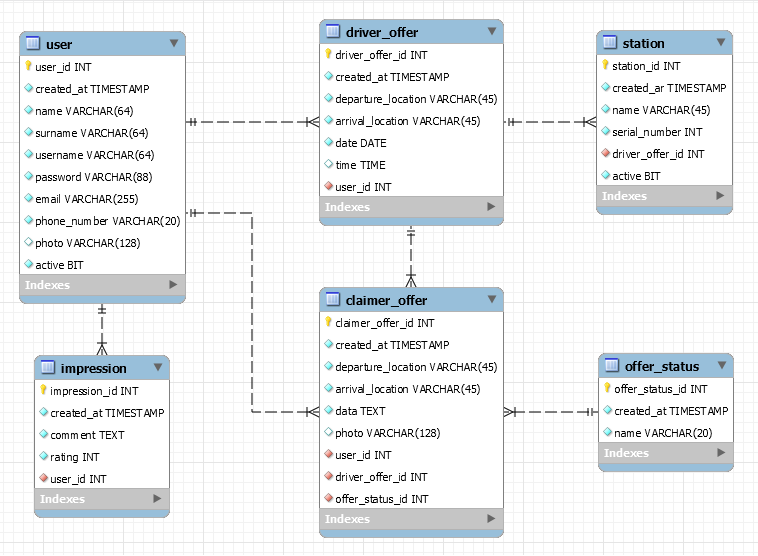 user
user_id INT
created_at TIMESTAMP
name VARCHAR(64)
surname VARCHAR(64)
username VARCHAR(64)
password VARCHAR(88)
email VARCHAR(255)
phone_number VARCHAR(20)
photo VARCHAR(128)
active BIT
Indexes
driver_offer
driver_offer_id INT
created_at TIMESTAMP
departure_location VARCHAR(45)
arrival_location VARCHAR(45)
date DATE
time TIME
user_id INT
Indexes
station
station_id INT
created_ar TIMESTAMP
name VARCHAR(45)
serial_number INT
driver_offer_id INT
active BIT
Indexes
impression
impression_id INT
created_at TIMESTAMP
comment TEXT
rating INT
user_id INT
Indexes
claimer_offer
claimer_offer_id INT
created_at TIMESTAMP
departure_location VARCHAR(45)
arrival_location VARCHAR(45)
data TEXT
photo VARCHAR(128)
user_id INT
driver_offer_id INT
offer_status_id INT
Indexes
offer_status
offer_status_id INT
created_at TIMESTAMP
name VARCHAR(20)
Indexes